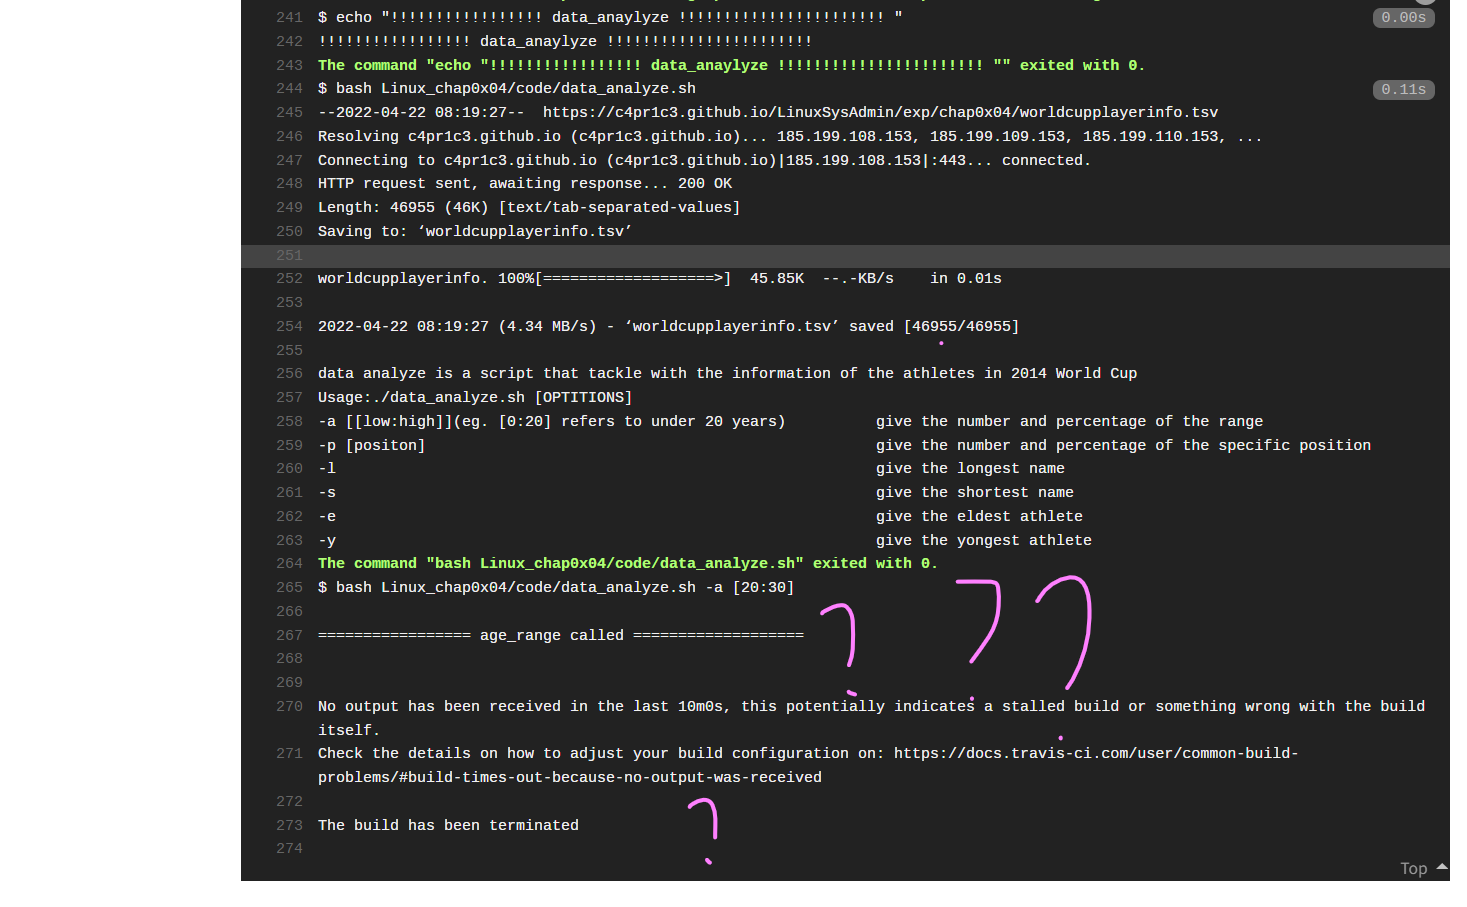 241 $ echo "!!!!!!!!!!!!!!!!! data_anaylyze !!!!!!!!!!!!!!!!!!!!!!! " 0.00s
242 !!!!!!!!!!!!!!!!! data_anaylyze !!!!!!!!!!!!!!!!!!!!!!!
243 The command "echo "!!!!!!!!!!!!!!!!! data_anaylyze !!!!!!!!!!!!!!!!!!!!!!! "" exited with 0.
244 $ bash Linux_chap0x04/code/data_analyze.sh 0.11s
245 --2022-04-22 08:19:27--  https://c4pr1c3.github.io/LinuxSysAdmin/exp/chap0x04/worldcupplayerinfo.tsv
246 Resolving c4pr1c3.github.io (c4pr1c3.github.io)... 185.199.108.153, 185.199.109.153, 185.199.110.153, ...
247 Connecting to c4pr1c3.github.io (c4pr1c3.github.io)|185.199.108.153|:443... connected.
248 HTTP request sent, awaiting response... 200 OK
249 Length: 46955 (46K) [text/tab-separated-values]
250 Saving to: ‘worldcupplayerinfo.tsv’
251
252 worldcupplayerinfo. 100%[===================>]  45.85K  --.-KB/s    in 0.01s
253
254 2022-04-22 08:19:27 (4.34 MB/s) - ‘worldcupplayerinfo.tsv’ saved [46955/46955]
255
256 data analyze is a script that tackle with the information of the athletes in 2014 World Cup
257 Usage:./data_analyze.sh [OPTITIONS]
258 -a [[low:high]](eg. [0:20] refers to under 20 years)          give the number and percentage of the range
259 -p [positon]                                                  give the number and percentage of the specific position
260 -l                                                            give the longest name
261 -s                                                            give the shortest name
262 -e                                                            give the eldest athlete
263 -y                                                            give the yongest athlete
264 The command "bash Linux_chap0x04/code/data_analyze.sh" exited with 0.
265 $ bash Linux_chap0x04/code/data_analyze.sh -a [20:30]
266
267 ================= age_range called ===================
268
269
270 No output has been received in the last 10m0s, this potentially indicates a stalled build or something wrong with the build
itself.
271 Check the details on how to adjust your build configuration on: https://docs.travis-ci.com/user/common-build-
problems/#build-times-out-because-no-output-was-received
272
273 The build has been terminated
274
? ? ?
?
Top